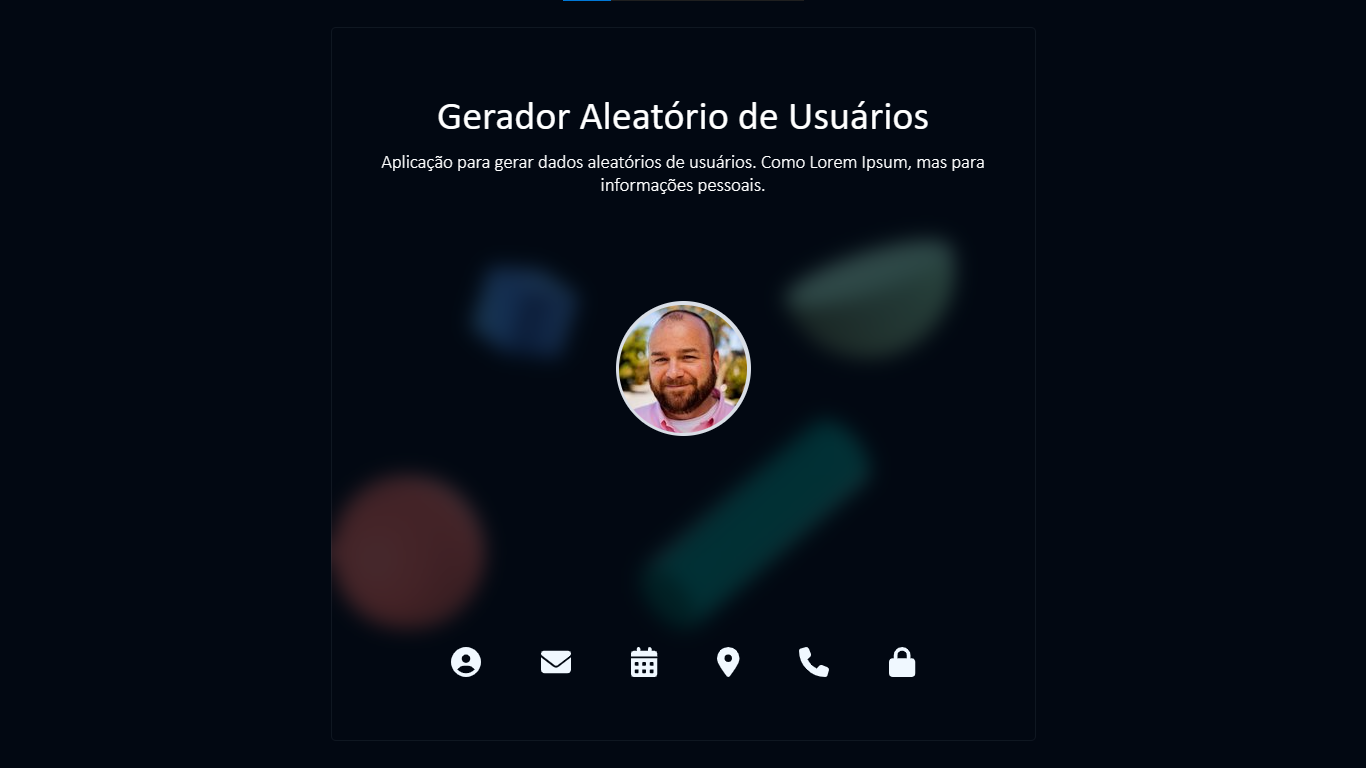 Gerador Aleatório de Usuários
Aplicação para gerar dados aleatórios de usuários. Como Lorem Ipsum, mas para
informações pessoais.